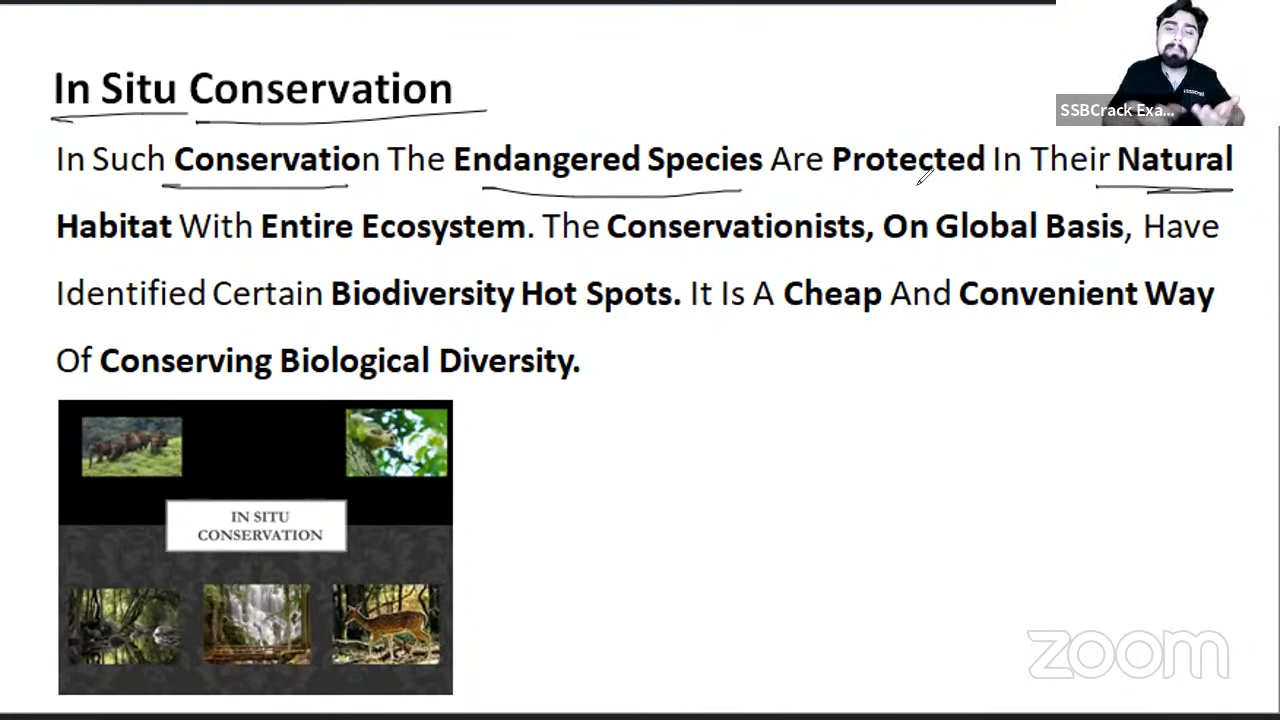 In Situ Conservation
SSBCrack Exa...
In Such Conservation The Endangered Species Are Protected In Their Natural
Habitat With Entire Ecosystem. The Conservationists, On Global Basis, Have
Identified Certain Biodiversity Hot Spots. It Is A Cheap And Convenient Way
Of Conserving Biological Diversity.
IN SITU
CONSERVATION
zoom